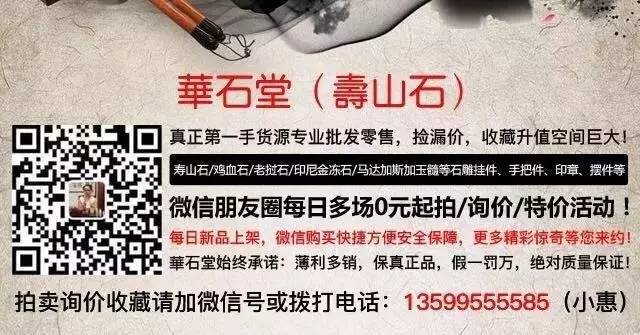 華石堂（壽山石）
真正第一手货源专业批发零售，捡漏价，收藏升值空间巨大！
寿山石/鸡血石/老挝石/印尼金冻石/马达加斯加玉髓等石雕挂件、手把件、印章、摆件等
微信朋友圈每日多场0元起拍/询价/特价活动！
每日新品上架，微信购买快捷方便安全保障，更多精彩惊奇等您来约！
華石堂始终承诺：薄利多销，保真正品，假一罚万，绝对质量保证！
拍卖询价收藏请加微信号或拨打电话：13599555585（小惠）